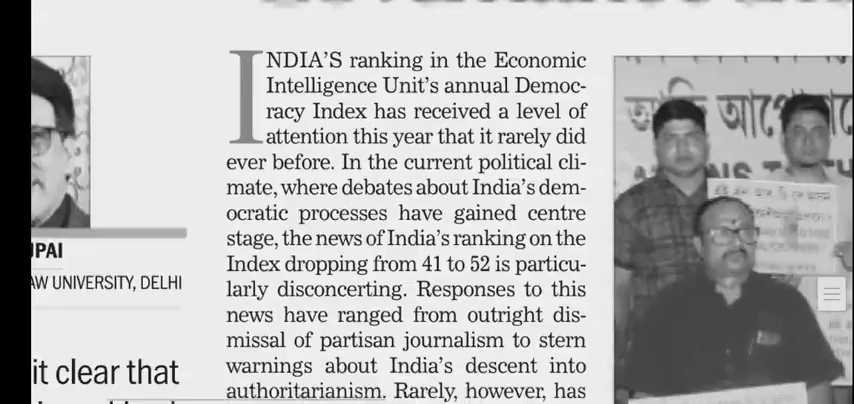 JPAI
AW UNIVERSITY, DELHI
it clear that
INDIA'S ranking in the Economic
Intelligence Unit's annual Democ-
racy Index has received a level of
attention this year that it rarely did
ever before. In the current political cli-
mate, where debates about India's dem-
ocratic processes have gained centre
stage, the news of India's ranking on the
Index dropping from 41 to 52 is particu-
larly disconcerting. Responses to this
news have ranged from outright dis-
missal of partisan journalism to stern
warnings about India's descent into
authoritarianism. Rarely, however, has